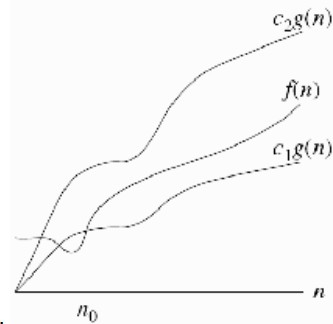 c₂g(n)
f(n)
c₁g(n)
n
n₀
.